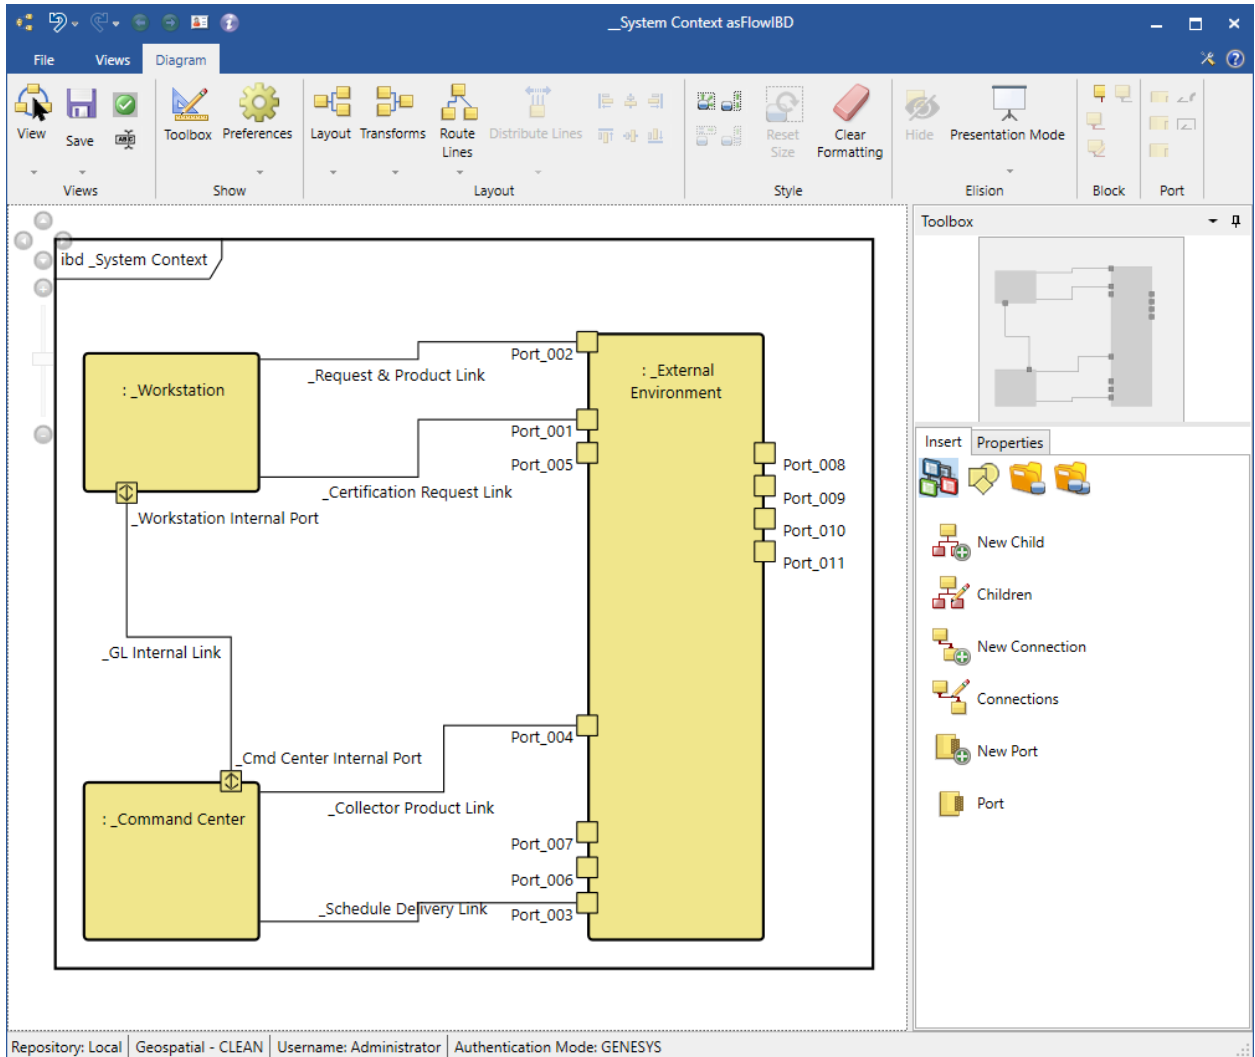 __System Context asFlowIBD
File
Views
Diagram
View
Save
ABC
Toolbox
Preferences
Layout
Transforms
Route
Lines
Distribute Lines
Reset
Size
Clear
Formatting
Hide
Presentation Mode
Views
Show
Layout
Style
Elision
Block
Port
ibd _System Context
: _Workstation
_Request & Product Link
Port_002
: _External
Environment
Port_001
Port_005
_Certification Request Link
_Workstation Internal Port
Port_008
Port_009
Port_010
Port_011
_GL Internal Link
_Cmd Center Internal Port
Port_004
_Collector Product Link
: _Command Center
Port_007
Port_006
_Schedule Delivery Link
Port_003
Toolbox
Insert
Properties
New Child
Children
New Connection
Connections
New Port
Port
Repository: Local
Geospatial - CLEAN
Username: Administrator
Authentication Mode: GENESYS